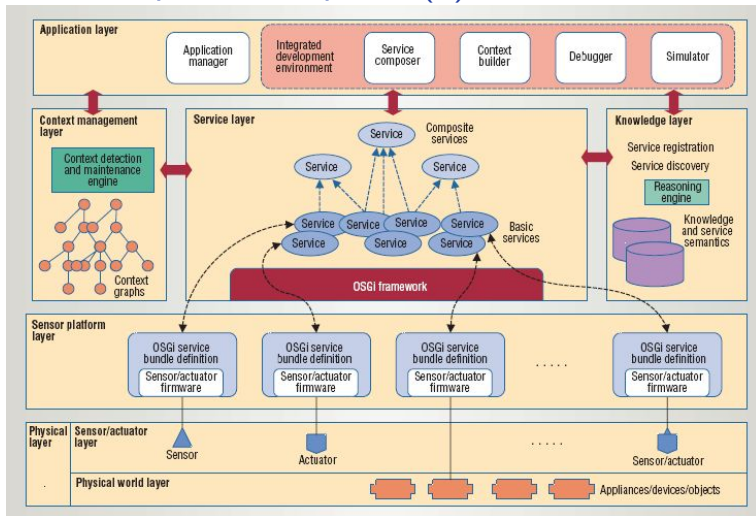 Application layer
Application
manager
Integrated
development
environment
Service
composer
Context
builder
Debugger
Simulator
Context management
layer
Context detection
and maintenance
engine
Context
graphs
Service layer
Service
Composite
services
Service
Service
Service
Service
Service
Service
Service
Service
Service
Basic
services
OSGi framework
Knowledge layer
Service registration
Service discovery
Reasoning
engine
Knowledge
and service
semantics
Sensor platform
layer
OSGi service
bundle definition
Sensor/actuator
firmware
OSGi service
bundle definition
Sensor/actuator
firmware
OSGi service
bundle definition
Sensor/actuator
firmware
. . . . .
OSGi service
bundle definition
Sensor/actuator
firmware
Physical
layer
Sensor/actuator
layer
Sensor
Actuator
. . . . .
Sensor/actuator
Physical world layer
Appliances/devices/objects